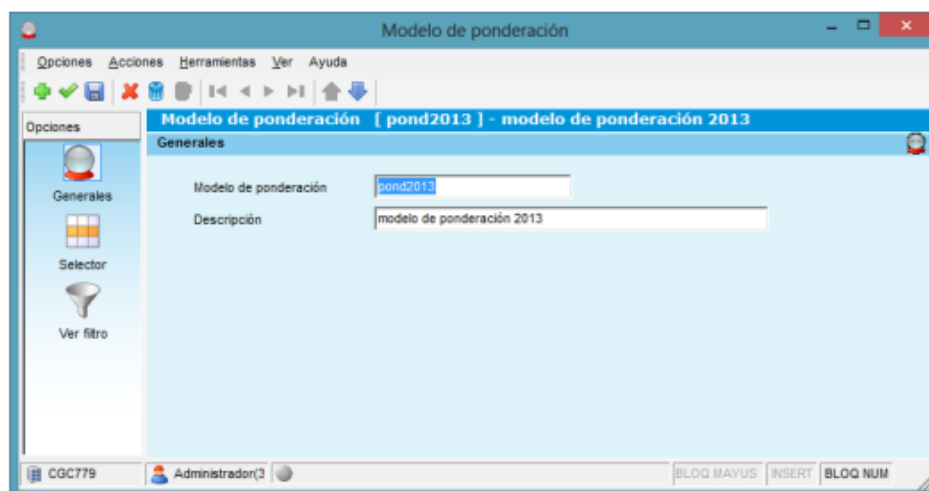 Modelo de ponderación
Opciones Acciones Herramientas Ver Ayuda
Opciones
Modelo de ponderación [ pond2013 ] - modelo de ponderación 2013
Generales
Generales
Modelo de ponderación pond2013
Descripción modelo de ponderación 2013
Selector
Ver filtro
CGC779 Administrador(3 BLOQ MAYUS INSERT BLOQ NUM